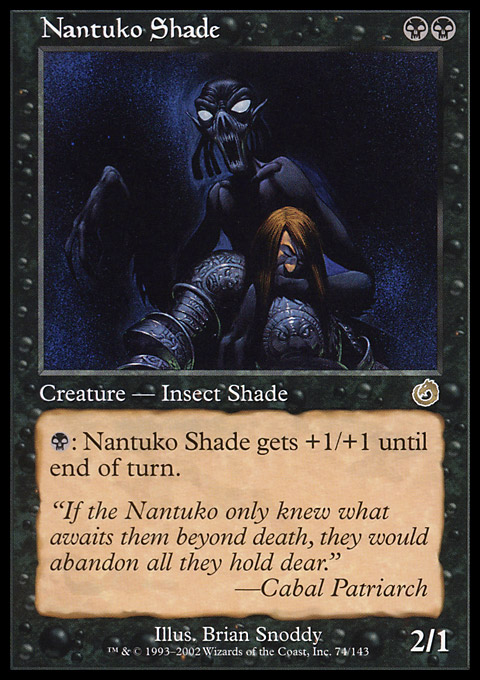 Nantuko Shade
Creature — Insect Shade
: Nantuko Shade gets +1/+1 until
end of turn.
“If the Nantuko only knew what
awaits them beyond death, they would
abandon all they hold dear.”
—Cabal Patriarch
Illus. Brian Snoddy
™ & © 1993–2002 Wizards of the Coast, Inc. 74/143
2/1